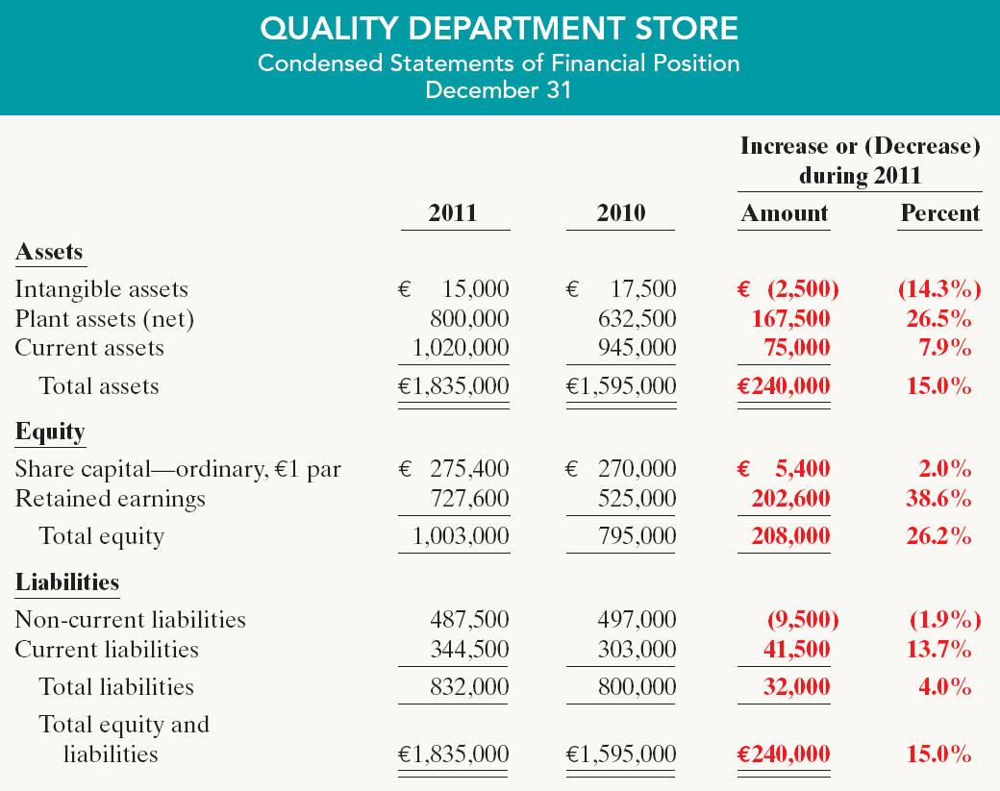 QUALITY DEPARTMENT STORE
Condensed Statements of Financial Position
December 31
Increase or (Decrease)
during 2011
2011 2010 Amount Percent
Assets
Intangible assets € 15,000 € 17,500 € (2,500) (14.3%)
Plant assets (net) 800,000 632,500 167,500 26.5%
Current assets 1,020,000 945,000 75,000 7.9%
Total assets €1,835,000 €1,595,000 €240,000 15.0%
Equity
Share capital—ordinary, €1 par € 275,400 € 270,000 € 5,400 2.0%
Retained earnings 727,600 525,000 202,600 38.6%
Total equity 1,003,000 795,000 208,000 26.2%
Liabilities
Non-current liabilities 487,500 497,000 (9,500) (1.9%)
Current liabilities 344,500 303,000 41,500 13.7%
Total liabilities 832,000 800,000 32,000 4.0%
Total equity and
liabilities €1,835,000 €1,595,000 €240,000 15.0%